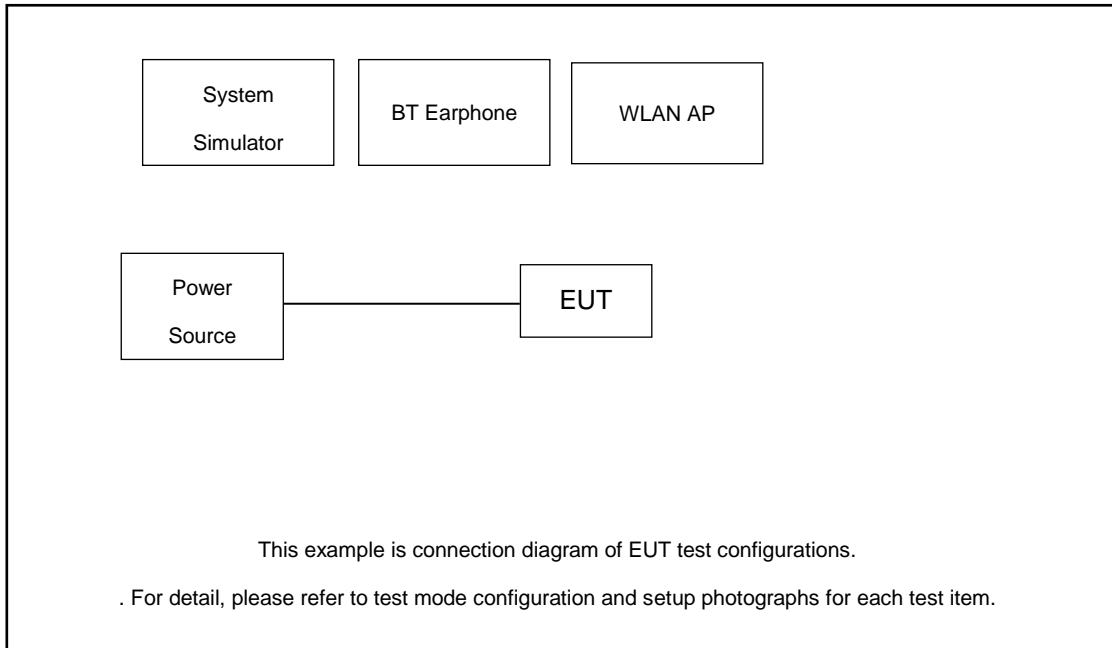 System
Simulator
BT Earphone
WLAN AP
Power
Source
EUT
This example is connection diagram of EUT test configurations.
. For detail, please refer to test mode configuration and setup photographs for each test item.